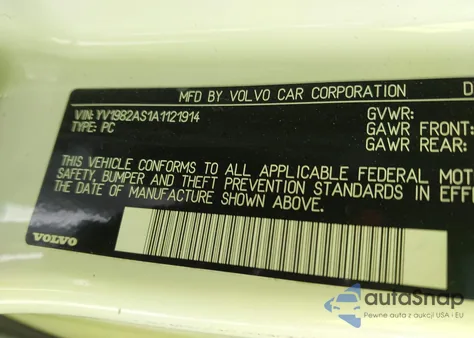 MFD BY VOLVO CAR CORPORATION D
VIN: YV1982AS1A1121914
TYPE: PC
GVWR:
GAWR FRONT:
GAWR REAR:
THIS VEHICLE CONFORMS TO ALL APPLICABLE FEDERAL MOT
SAFETY, BUMPER AND THEFT PREVENTION STANDARDS IN EFFE
THE DATE OF MANUFACTURE SHOWN ABOVE.
VOLVO
autoSnap
Pewne auta z aukcji USA i EU